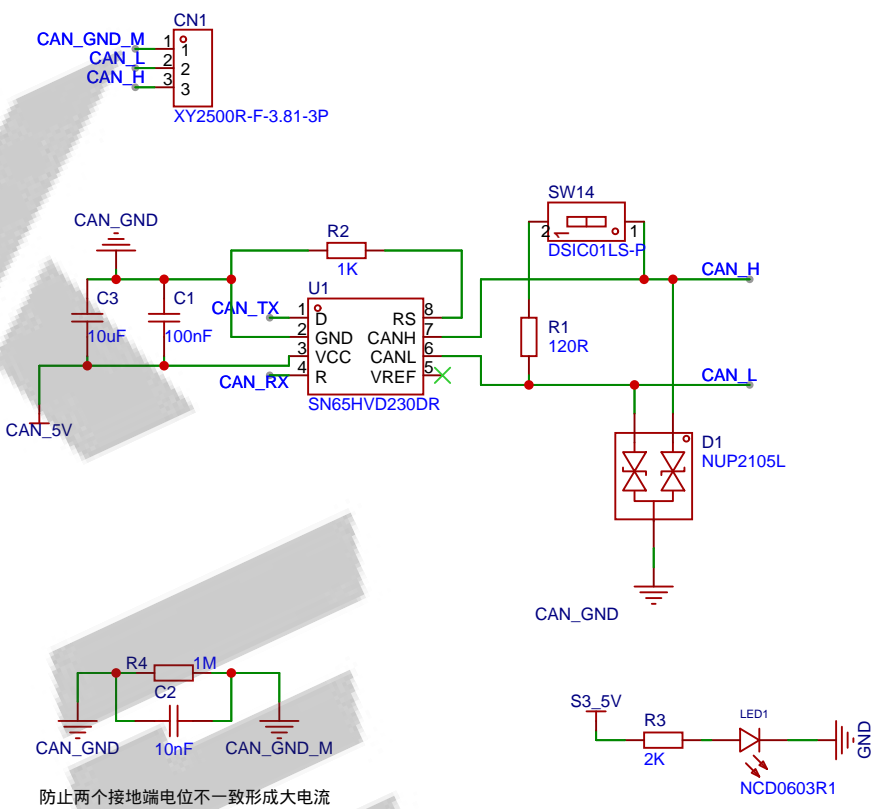 CN1
CAN_GND_M 1 1
CAN_L 2 2
CAN_H 3 3
XY2500R-F-3.81-3P
SW14
2 1
DSIC01LS-P
CAN_GND
R2
1K
CAN_H
C3
10uF
C1
100nF
U1
CAN_TX 1 D RS 8
2 GND CANH 7
3 VCC CANL 6
CAN_RX 4 R VREF 5
SN65HVD230DR
R1
120R
CAN_L
CAN_5V
D1
NUP2105L
CAN_GND
R4 1M
C2
10nF
CAN_GND
CAN_GND_M
防止两个接地端电位不一致形成大电流
S3_5V
R3
2K
LED1
NCD0603R1
GND